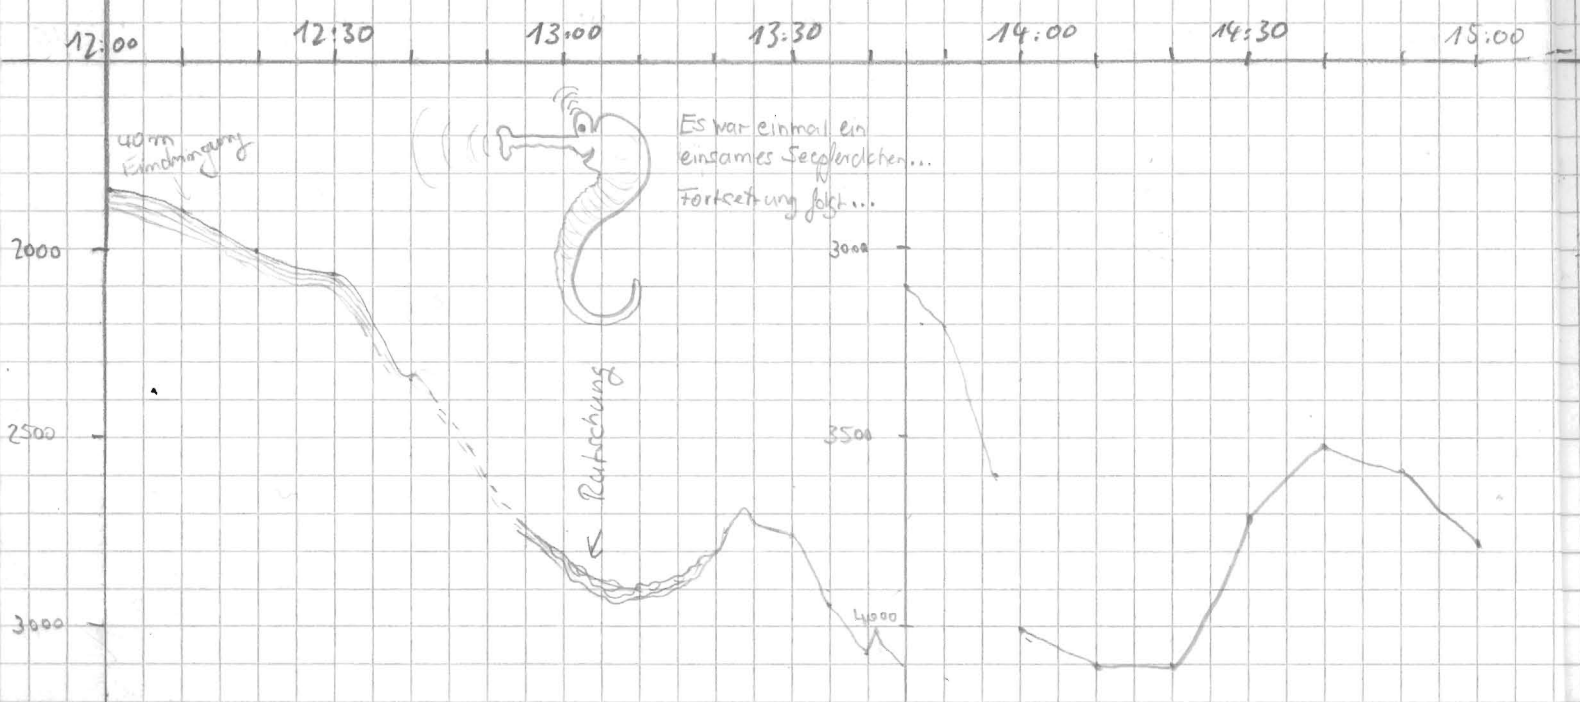 12:00 12:30 13:00 13:30 14:00 14:30 15:00
40m
Eindringung
Es war einmal ein
einsames Seepferdchen...
Fortsetzung folgt...
2000
3000
2500
3500
Rutschung
3000
4000